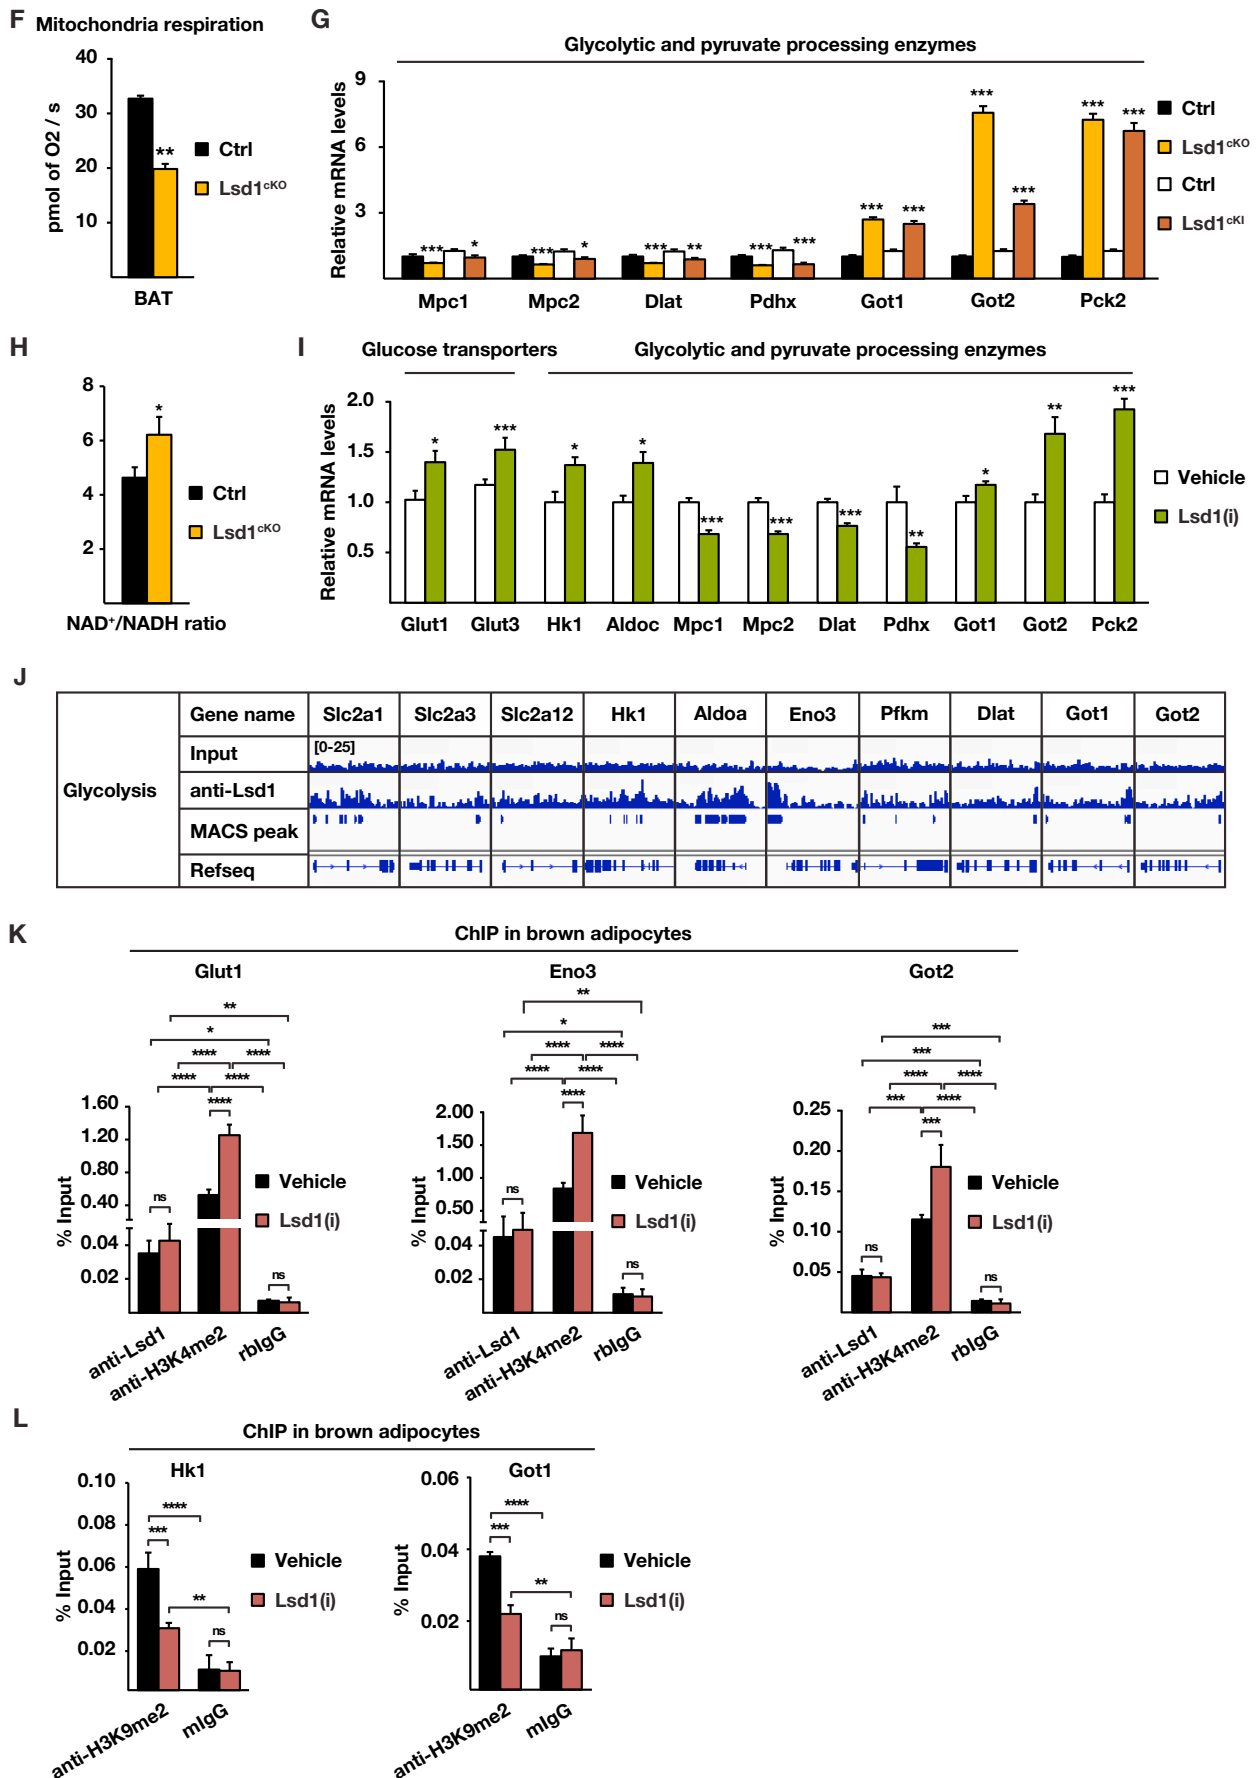 F Mitochondria respiration
40
30
20
10
pmol of O2 / s
**
Ctrl
Lsd1cKO
BAT
G
Glycolytic and pyruvate processing enzymes
9
6
3
Relative mRNA levels
*** * *** * *** ** *** *** *** *** *** *** *** ***
Ctrl
Lsd1cKO
Ctrl
Lsd1cKI
Mpc1 Mpc2 Dlat Pdhx Got1 Got2 Pck2
H
8
6
4
2
*
Ctrl
Lsd1cKO
NAD+/NADH ratio
I
Glucose transporters Glycolytic and pyruvate processing enzymes
2.0
1.5
1.0
0.5
Relative mRNA levels
* *** * * *** *** *** ** * ** ***
Vehicle
Lsd1(i)
Glut1 Glut3 Hk1 Aldoc Mpc1 Mpc2 Dlat Pdhx Got1 Got2 Pck2
J
Glycolysis
Gene name Slc2a1 Slc2a3 Slc2a12 Hk1 Aldoa Eno3 Pfkm Dlat Got1 Got2
Input [0-25]
anti-Lsd1
MACS peak
Refseq
K
ChIP in brown adipocytes
Glut1
**
*
**** ****
**** ****
****
1.60
1.20
0.80
0.40
0.04
0.02
% Input
ns
ns
Vehicle
Lsd1(i)
anti-Lsd1 anti-H3K4me2 rbIgG
Eno3
**
*
**** ****
**** ****
****
2.00
1.50
1.00
0.50
0.04
0.02
% Input
ns
ns
Vehicle
Lsd1(i)
anti-Lsd1 anti-H3K4me2 rbIgG
Got2
***
***
**** ****
*** ****
***
0.25
0.20
0.15
0.10
0.05
% Input
ns
ns
Vehicle
Lsd1(i)
anti-Lsd1 anti-H3K4me2 rbIgG
L
ChIP in brown adipocytes
Hk1
0.10
0.08
0.06
0.04
0.02
% Input
****
***
**
ns
Vehicle
Lsd1(i)
anti-H3K9me2 mIgG
Got1
0.06
0.04
0.02
% Input
****
***
**
ns
Vehicle
Lsd1(i)
anti-H3K9me2 mIgG